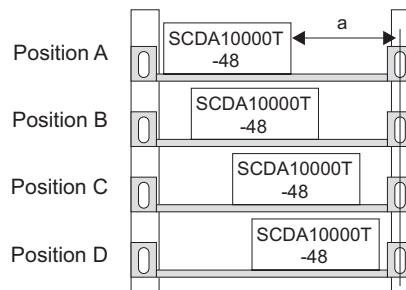 Position A
SCDA10000T
-48
a
Position B
SCDA10000T
-48
Position C
SCDA10000T
-48
Position D
SCDA10000T
-48